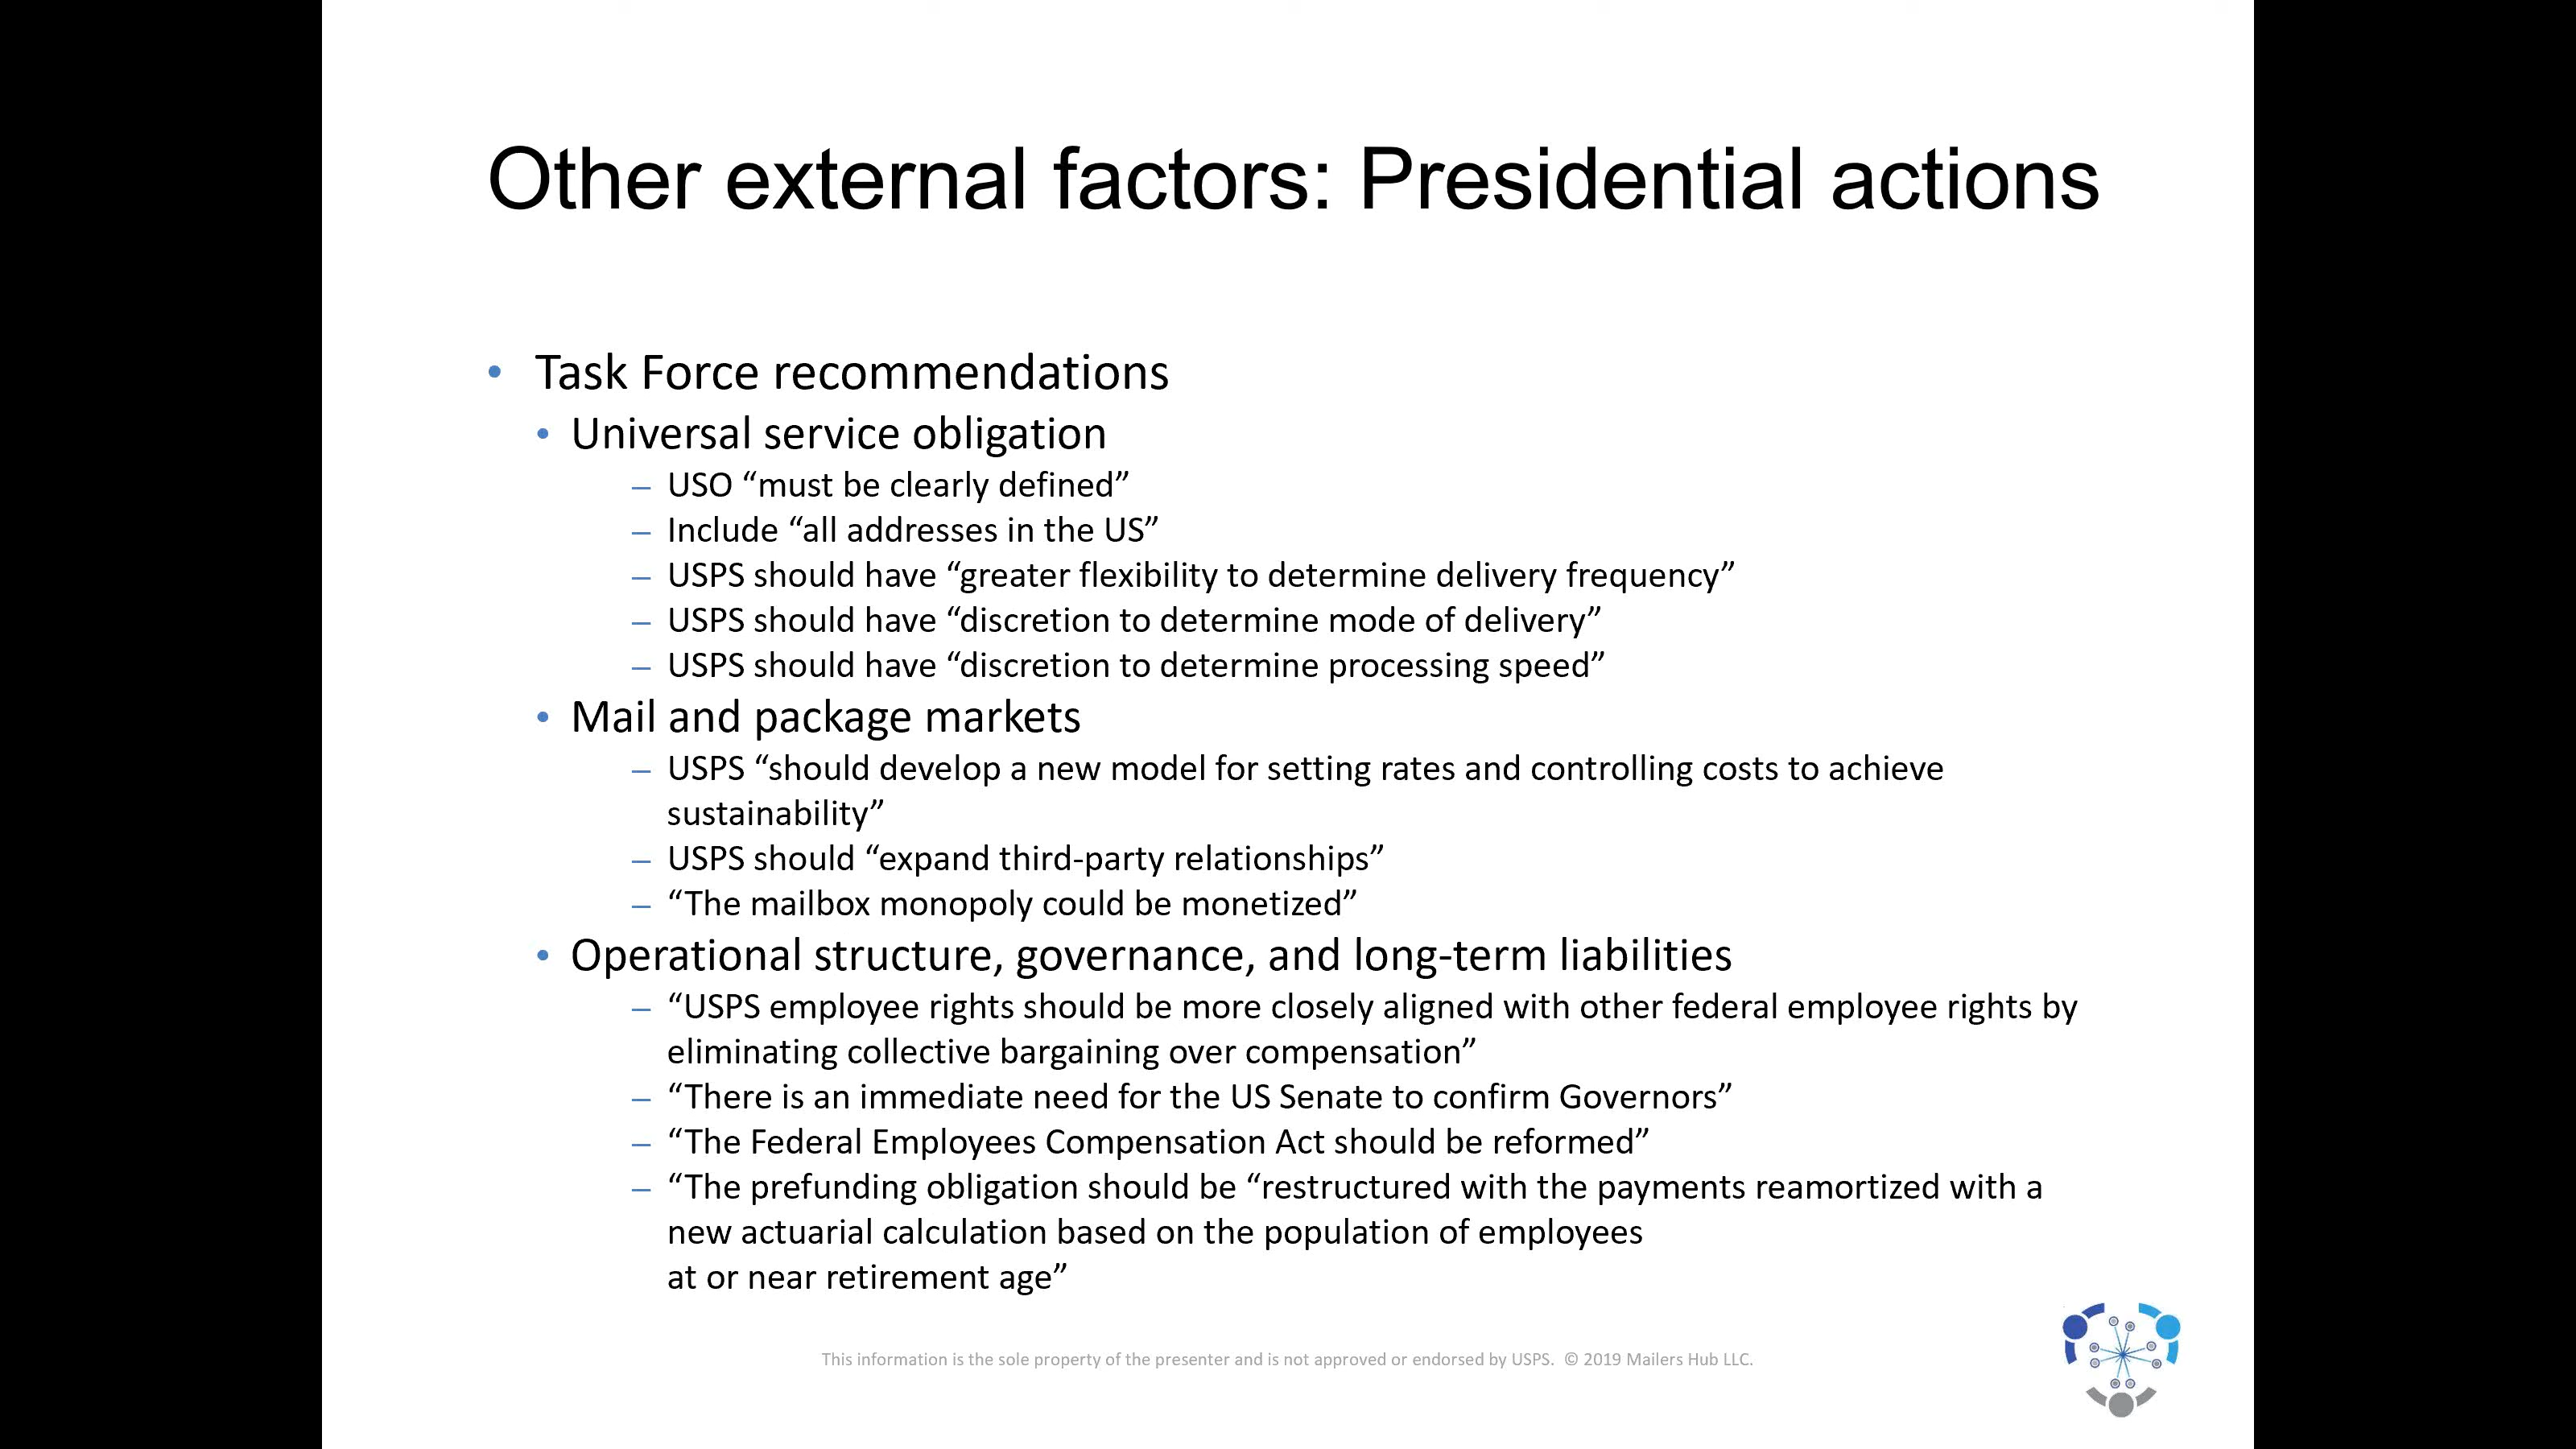 Other external factors: Presidential actions
• Task Force recommendations
• Universal service obligation
– USO “must be clearly defined”
– Include “all addresses in the US”
– USPS should have “greater flexibility to determine delivery frequency”
– USPS should have “discretion to determine mode of delivery”
– USPS should have “discretion to determine processing speed”
• Mail and package markets
– USPS “should develop a new model for setting rates and controlling costs to achieve
sustainability”
– USPS should “expand third-party relationships”
– “The mailbox monopoly could be monetized”
• Operational structure, governance, and long-term liabilities
– “USPS employee rights should be more closely aligned with other federal employee rights by
eliminating collective bargaining over compensation”
– “There is an immediate need for the US Senate to confirm Governors”
– “The Federal Employees Compensation Act should be reformed”
– “The prefunding obligation should be “restructured with the payments reamortized with a
new actuarial calculation based on the population of employees
at or near retirement age”
This information is the sole property of the presenter and is not approved or endorsed by USPS. © 2019 Mailers Hub LLC.